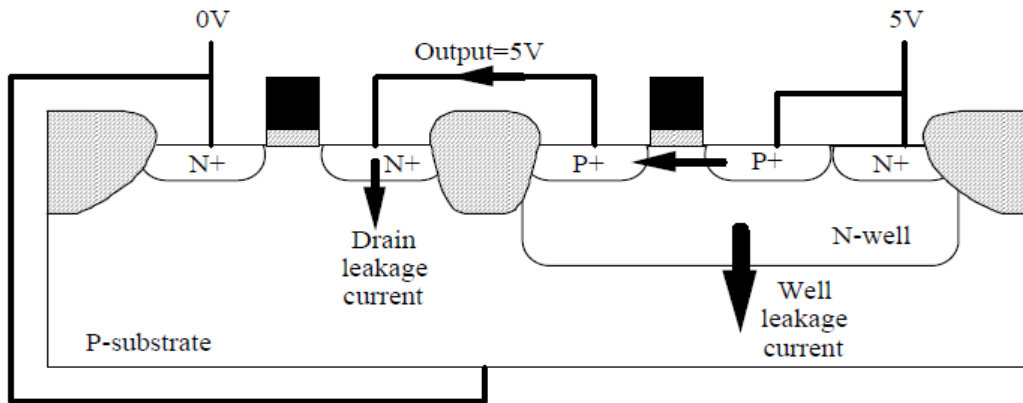 0V
5V
Output=5V
N+
N+
P+
P+
N+
Drain
leakage
current
N-well
Well
leakage
current
P-substrate